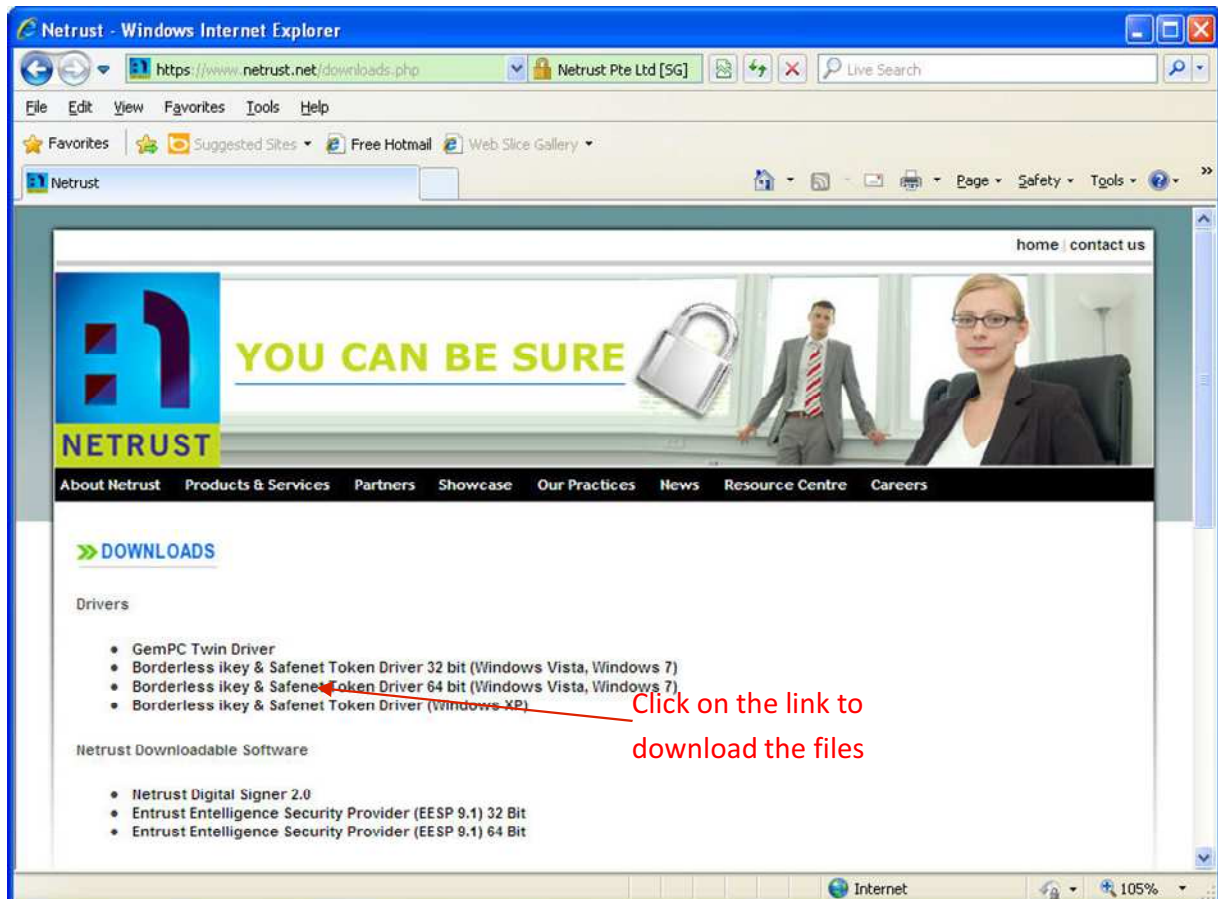 Netrust - Windows Internet Explorer
https://www.netrust.net/downloads.php
Netrust Pte Ltd [SG]
Live Search
File Edit View Favorites Tools Help
Favorites
Suggested Sites
Free Hotmail
Web Slice Gallery
Netrust
Page Safety Tools
home | contact us
YOU CAN BE SURE
NETRUST
About Netrust Products & Services Partners Showcase Our Practices News Resource Centre Careers
DOWNLOADS
Drivers
• GemPC Twin Driver
• Borderless ikey & Safenet Token Driver 32 bit (Windows Vista, Windows 7)
• Borderless ikey & Safenet Token Driver 64 bit (Windows Vista, Windows 7)
• Borderless ikey & Safenet Token Driver (Windows XP)
Click on the link to
download the files
Netrust Downloadable Software
• Netrust Digital Signer 2.0
• Entrust Entelligence Security Provider (EESP 9.1) 32 Bit
• Entrust Entelligence Security Provider (EESP 9.1) 64 Bit
Internet
105%